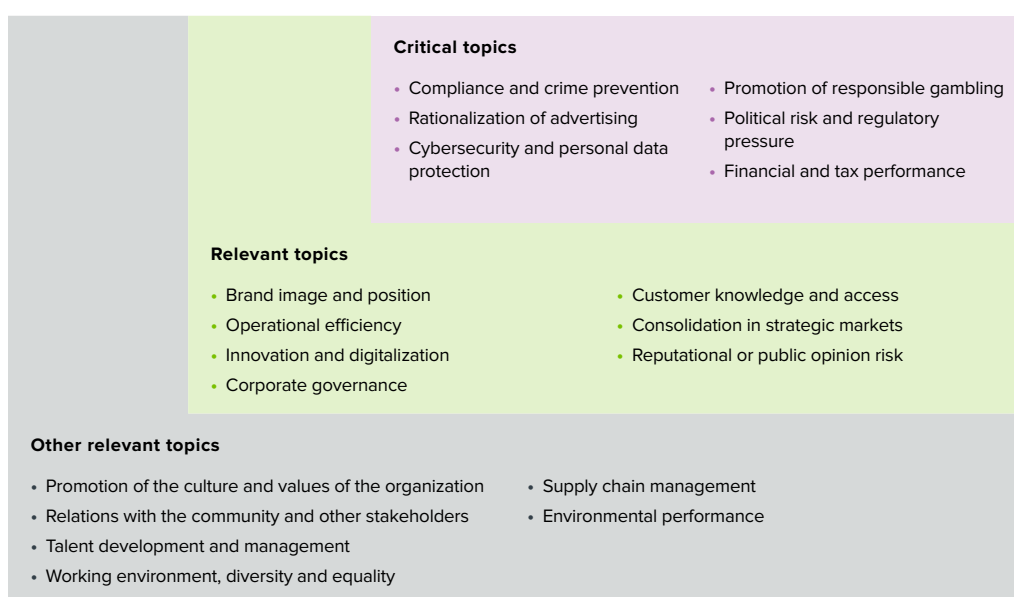 Critical topics
• Compliance and crime prevention
• Rationalization of advertising
• Cybersecurity and personal data
protection
• Promotion of responsible gambling
• Political risk and regulatory
pressure
• Financial and tax performance
Relevant topics
• Brand image and position
• Operational efficiency
• Innovation and digitalization
• Corporate governance
• Customer knowledge and access
• Consolidation in strategic markets
• Reputational or public opinion risk
Other relevant topics
• Promotion of the culture and values of the organization
• Relations with the community and other stakeholders
• Talent development and management
• Working environment, diversity and equality
• Supply chain management
• Environmental performance